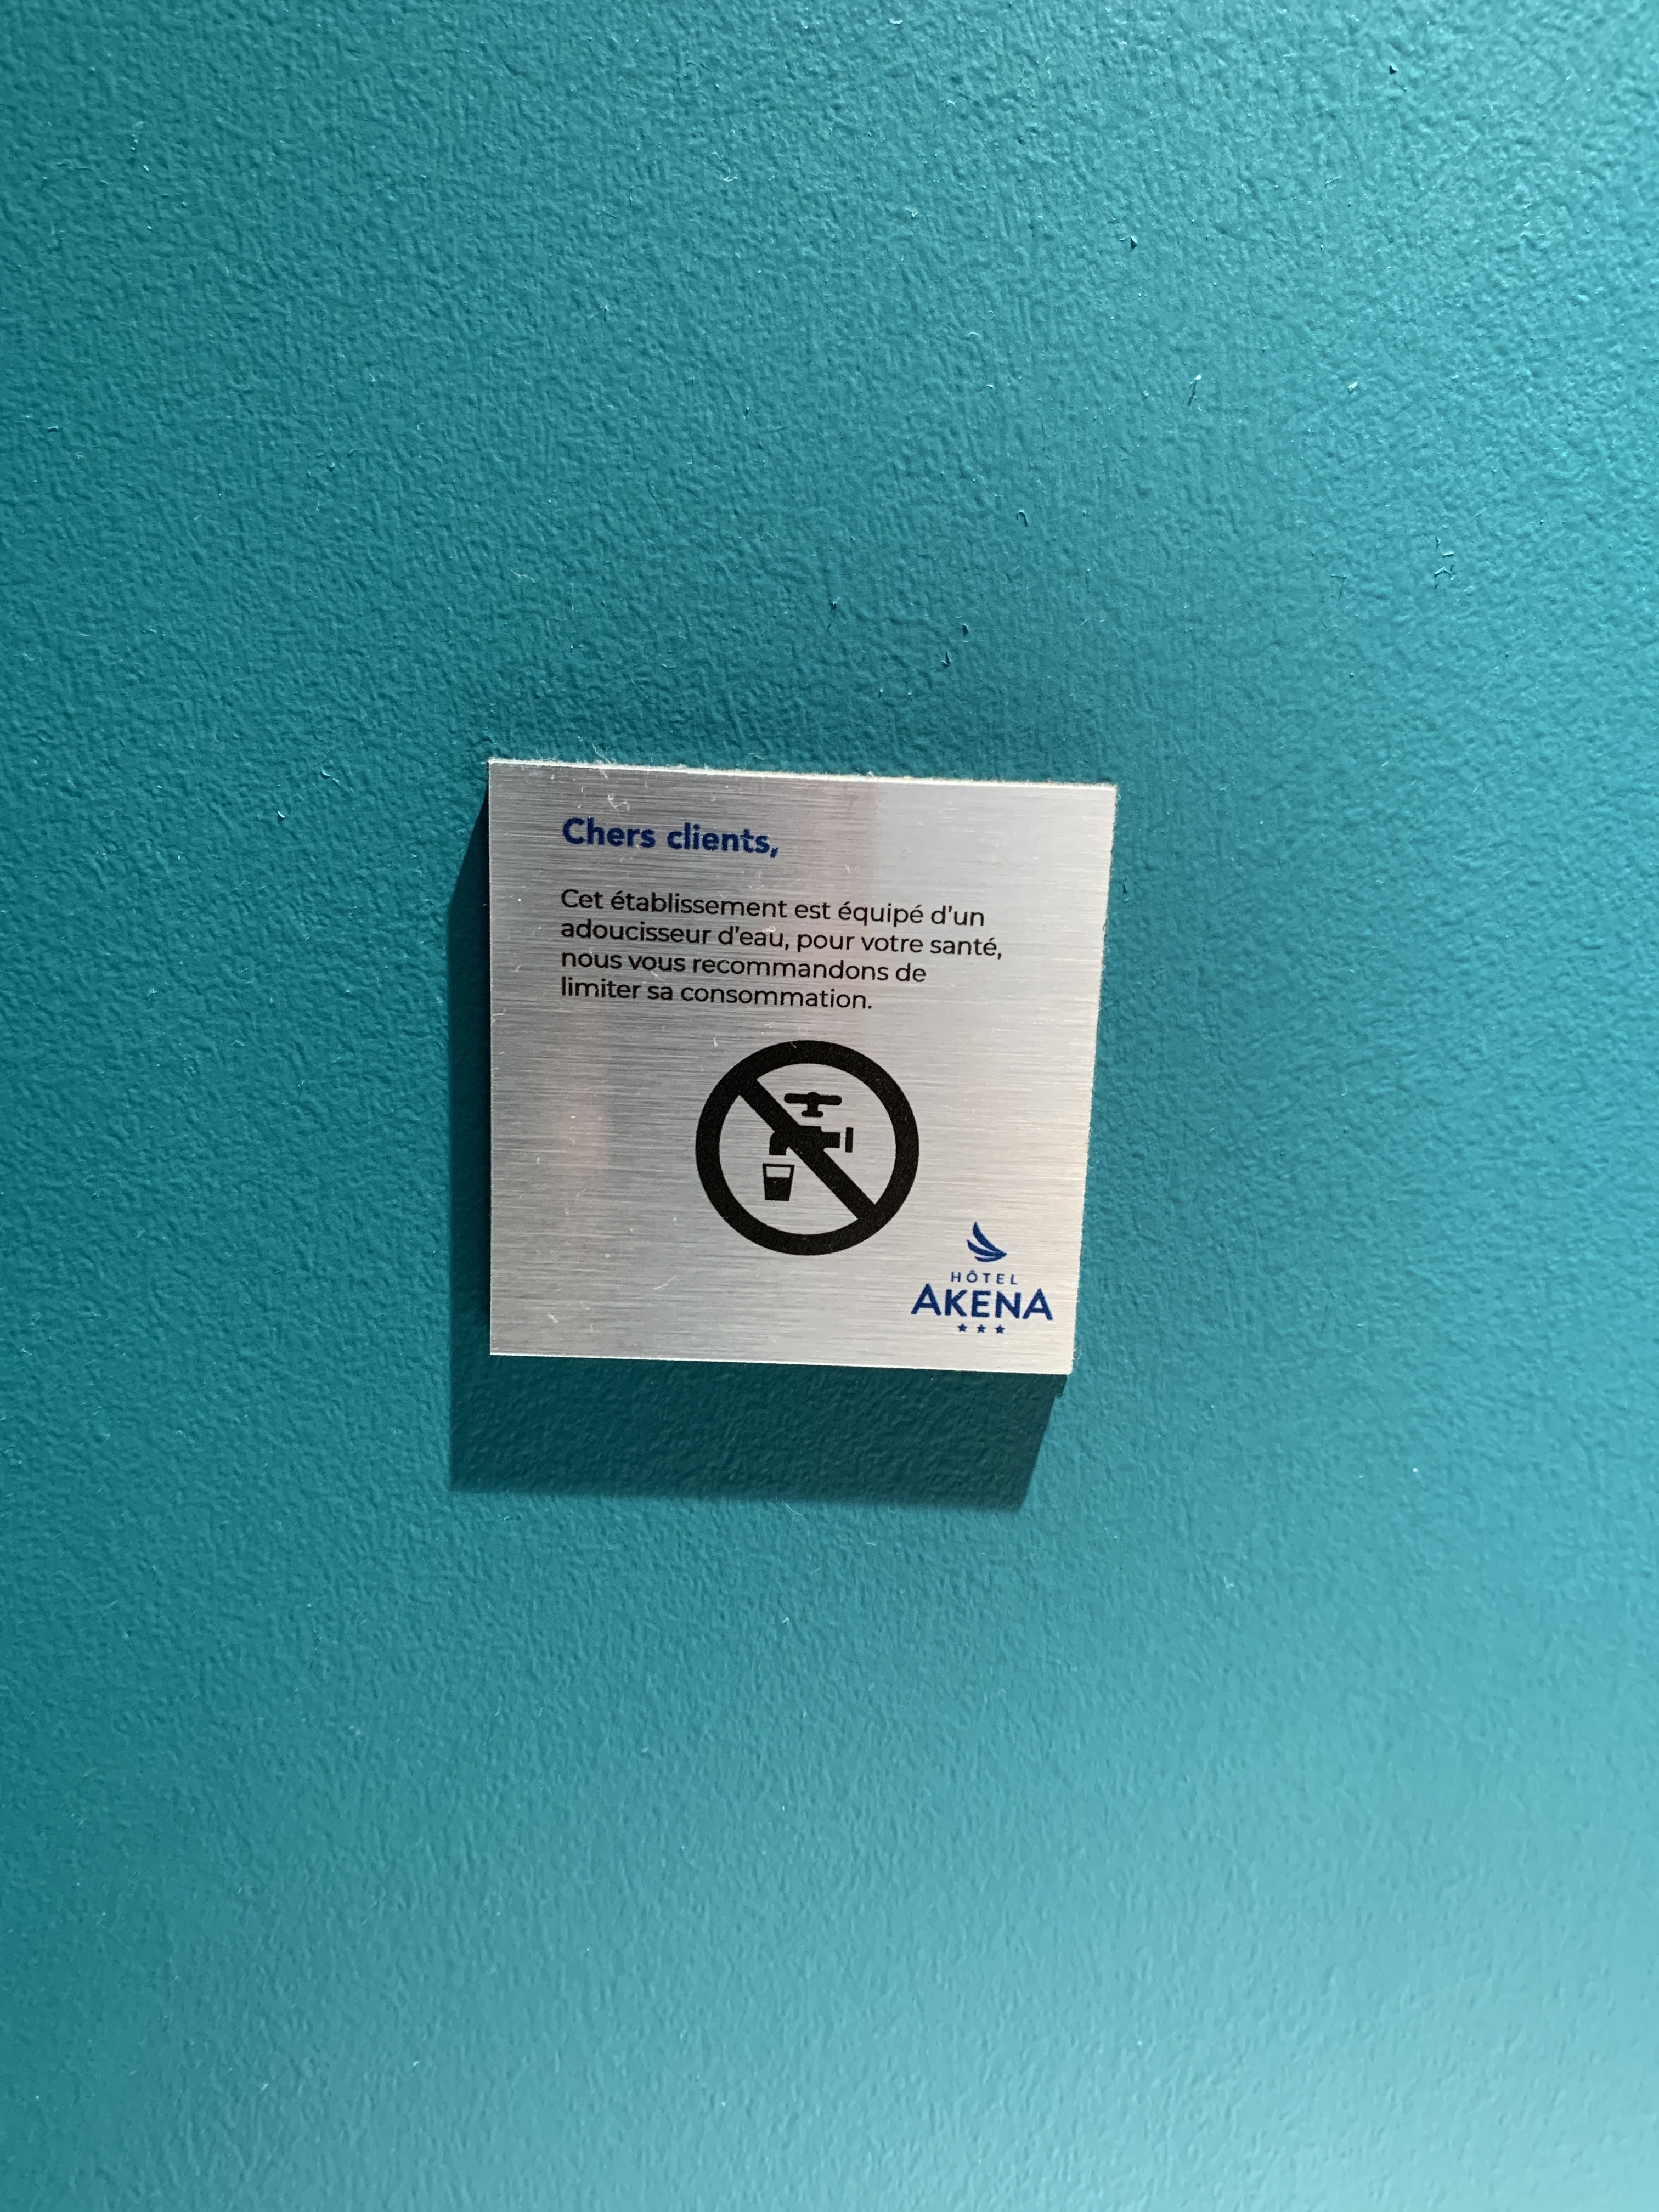 Chers clients,
Cet établissement est équipé d'un
adoucisseur d'eau, pour votre santé,
nous vous recommandons de
limiter sa consommation.
HÔTEL
AKENA